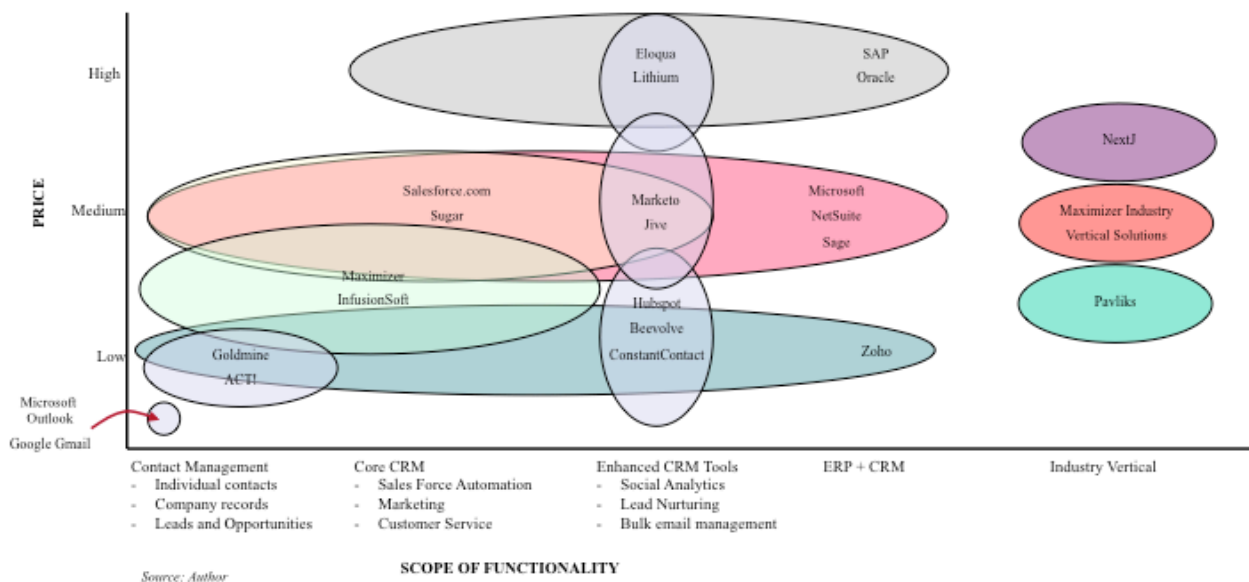 High
Eloqua
Lithium
SAP
Oracle
NextJ
PRICE
Medium
Salesforce.com
Sugar
Marketo
Jive
Microsoft
NetSuite
Sage
Maximizer Industry
Vertical Solutions
Maximizer
InfusionSoft
Hubspot
Beevolve
ConstantContact
Pavliks
Low
Goldmine
ACT!
Zoho
Microsoft
Outlook
Google Gmail
Contact Management
- Individual contacts
- Company records
- Leads and Opportunities
Core CRM
- Sales Force Automation
- Marketing
- Customer Service
Enhanced CRM Tools
- Social Analytics
- Lead Nurturing
- Bulk email management
ERP + CRM
Industry Vertical
SCOPE OF FUNCTIONALITY
Source: Author